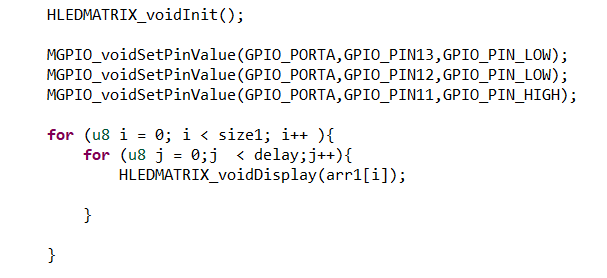 HLEDMATRIX_voidInit();
MGPIO_voidSetPinValue(GPIO_PORTA,GPIO_PIN13,GPIO_PIN_LOW);
MGPIO_voidSetPinValue(GPIO_PORTA,GPIO_PIN12,GPIO_PIN_LOW);
MGPIO_voidSetPinValue(GPIO_PORTA,GPIO_PIN11,GPIO_PIN_HIGH);
for (u8 i = 0; i < size1; i++ ){
for (u8 j = 0;j  < delay;j++){
HLEDMATRIX_voidDisplay(arr1[i]);
}
}